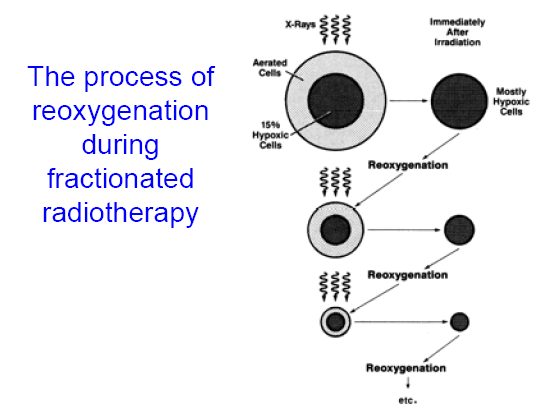 The process of
reoxygenation
during
fractionated
radiotherapy
X-Rays
Immediately
After
Irradiation
Aerated
Cells
15%
Hypoxic
Cells
Mostly
Hypoxic
Cells
Reoxygenation
Reoxygenation
Reoxygenation
etc.